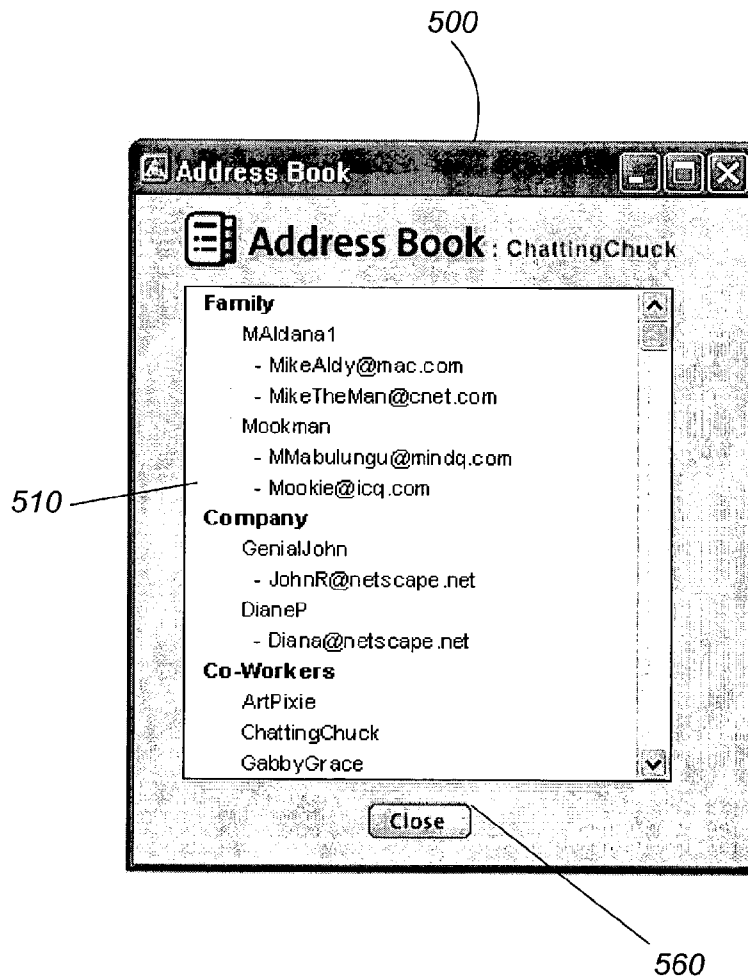 500
Address Book
Address Book : ChattingChuck
Family
MAldana1
- MikeAldy@mac.com
- MikeTheMan@cnet.com
Mookman
- MMabulungu@mindq.com
- Mookie@icq.com
510
Company
GenialJohn
- JohnR@netscape.net
DianeP
- Diana@netscape.net
Co-Workers
ArtPixie
ChattingChuck
GabbyGrace
Close
560